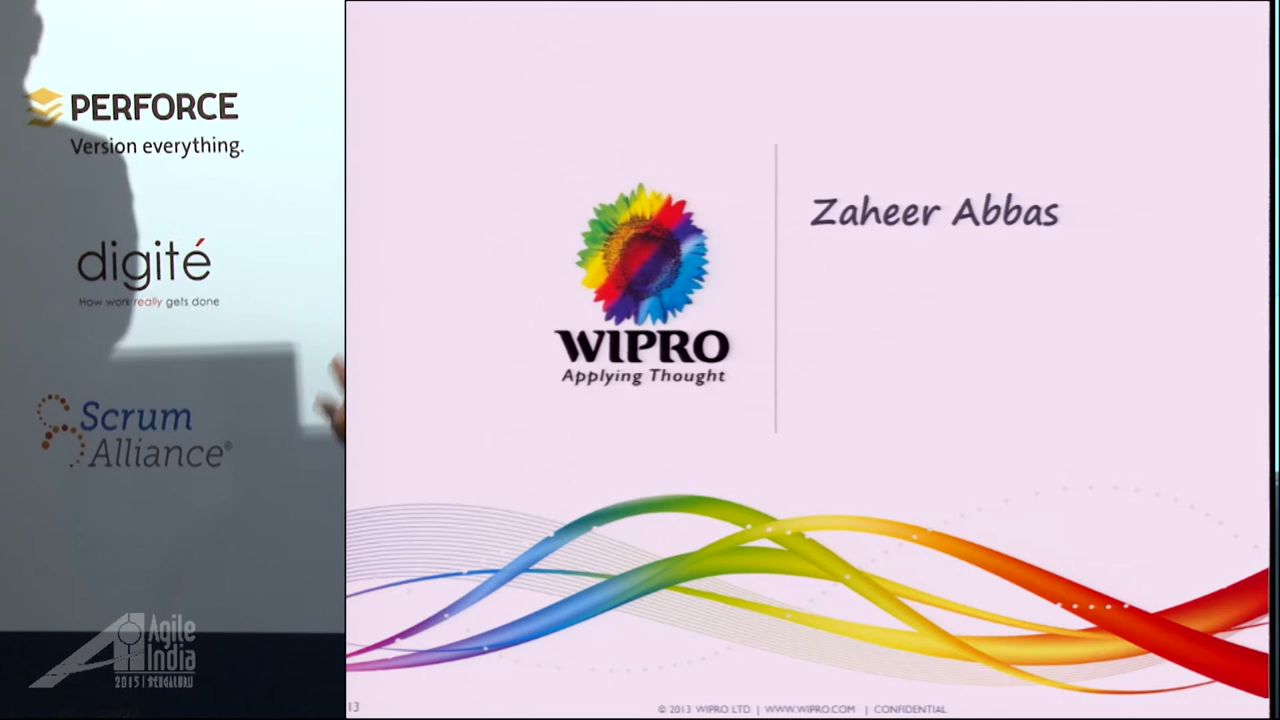 PERFORCE
Version everything.
digité
How work really gets done
Scrum
Alliance®
Agile
India
2015 | BENGALURU
Zaheer Abbas
WIPRO
Applying Thought
13
© 2013 WIPRO LTD | WWW.WIPRO.COM | CONFIDENTIAL